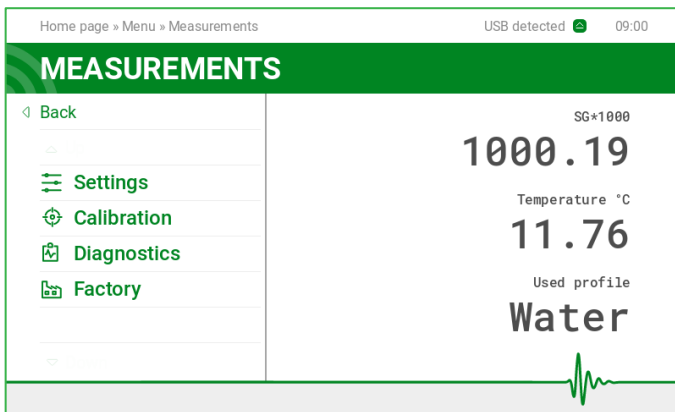 Home page » Menu » Measurements
USB detected
09:00
MEASUREMENTS
Back
Settings
Calibration
Diagnostics
Factory
SG*1000
1000.19
Temperature °C
11.76
Used profile
Water